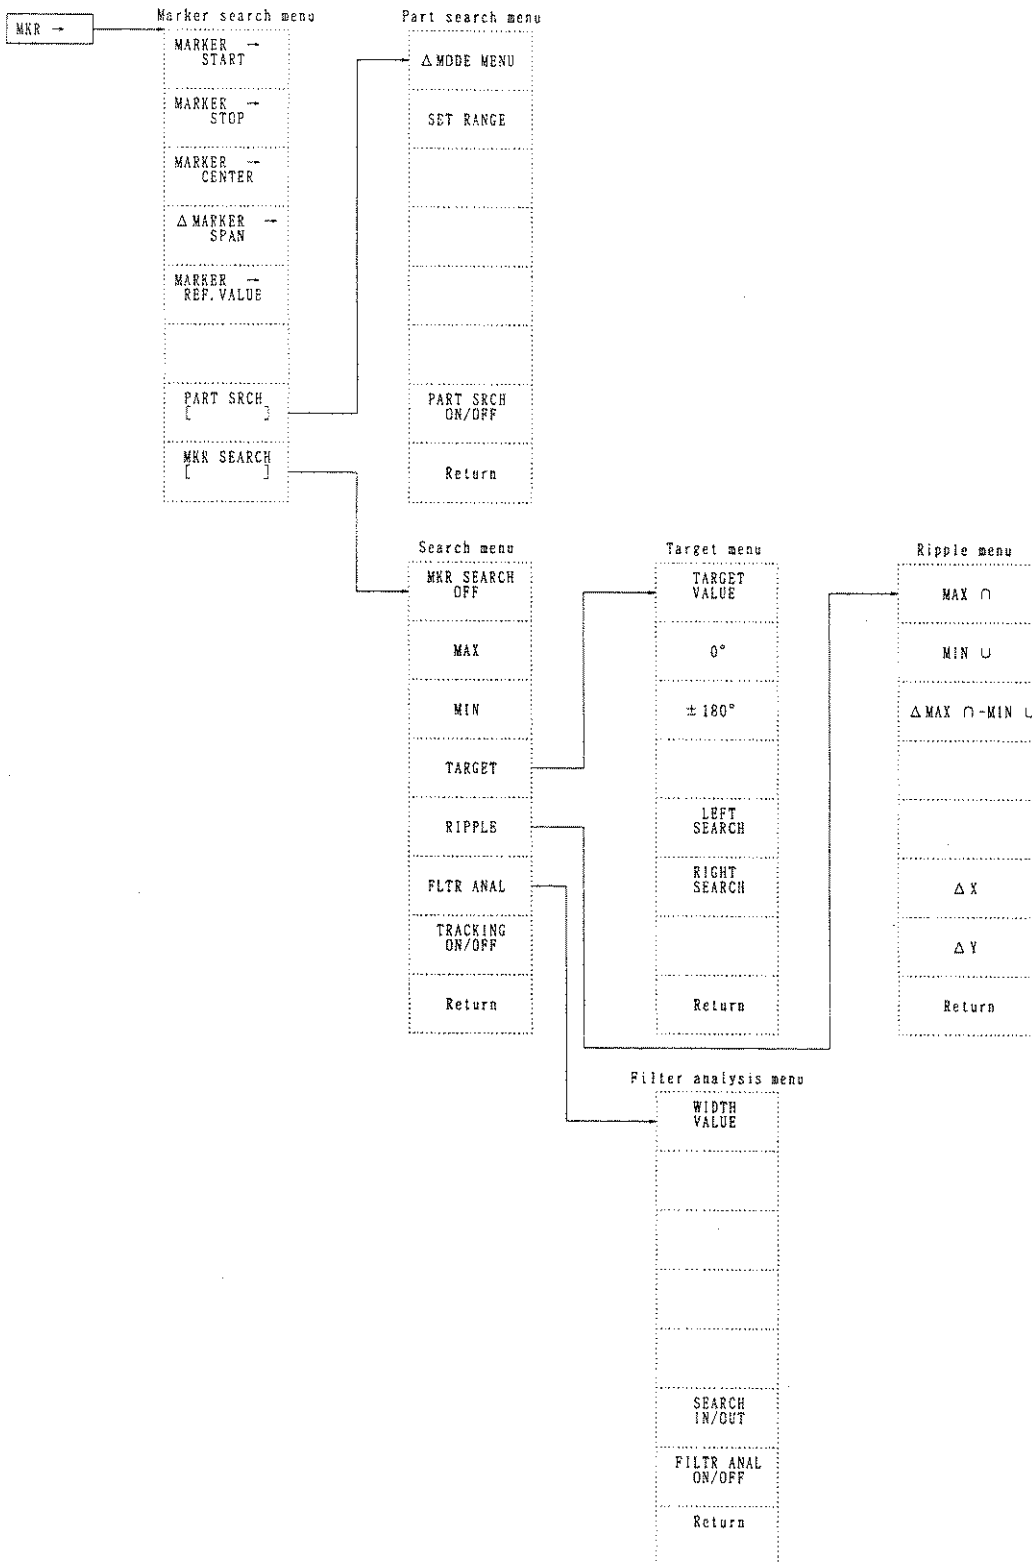 MKR →
Marker search menu
MARKER →
START
MARKER →
STOP
MARKER →
CENTER
△MARKER →
SPAN
MARKER →
REF.VALUE
PART SRCH
[ ]
MKR SEARCH
[ ]
Part search menu
△MODE MENU
SET RANGE
PART SRCH
ON/OFF
Return
Search menu
MKR SEARCH
OFF
MAX
MIN
TARGET
RIPPLE
FLTR ANAL
TRACKING
ON/OFF
Return
Target menu
TARGET
VALUE
0°
±180°
LEFT
SEARCH
RIGHT
SEARCH
Return
Ripple menu
MAX ∩
MIN ∪
△MAX ∩-MIN ∪
△X
△Y
Return
Filter analysis menu
WIDTH
VALUE
SEARCH
IN/OUT
FILTR ANAL
ON/OFF
Return